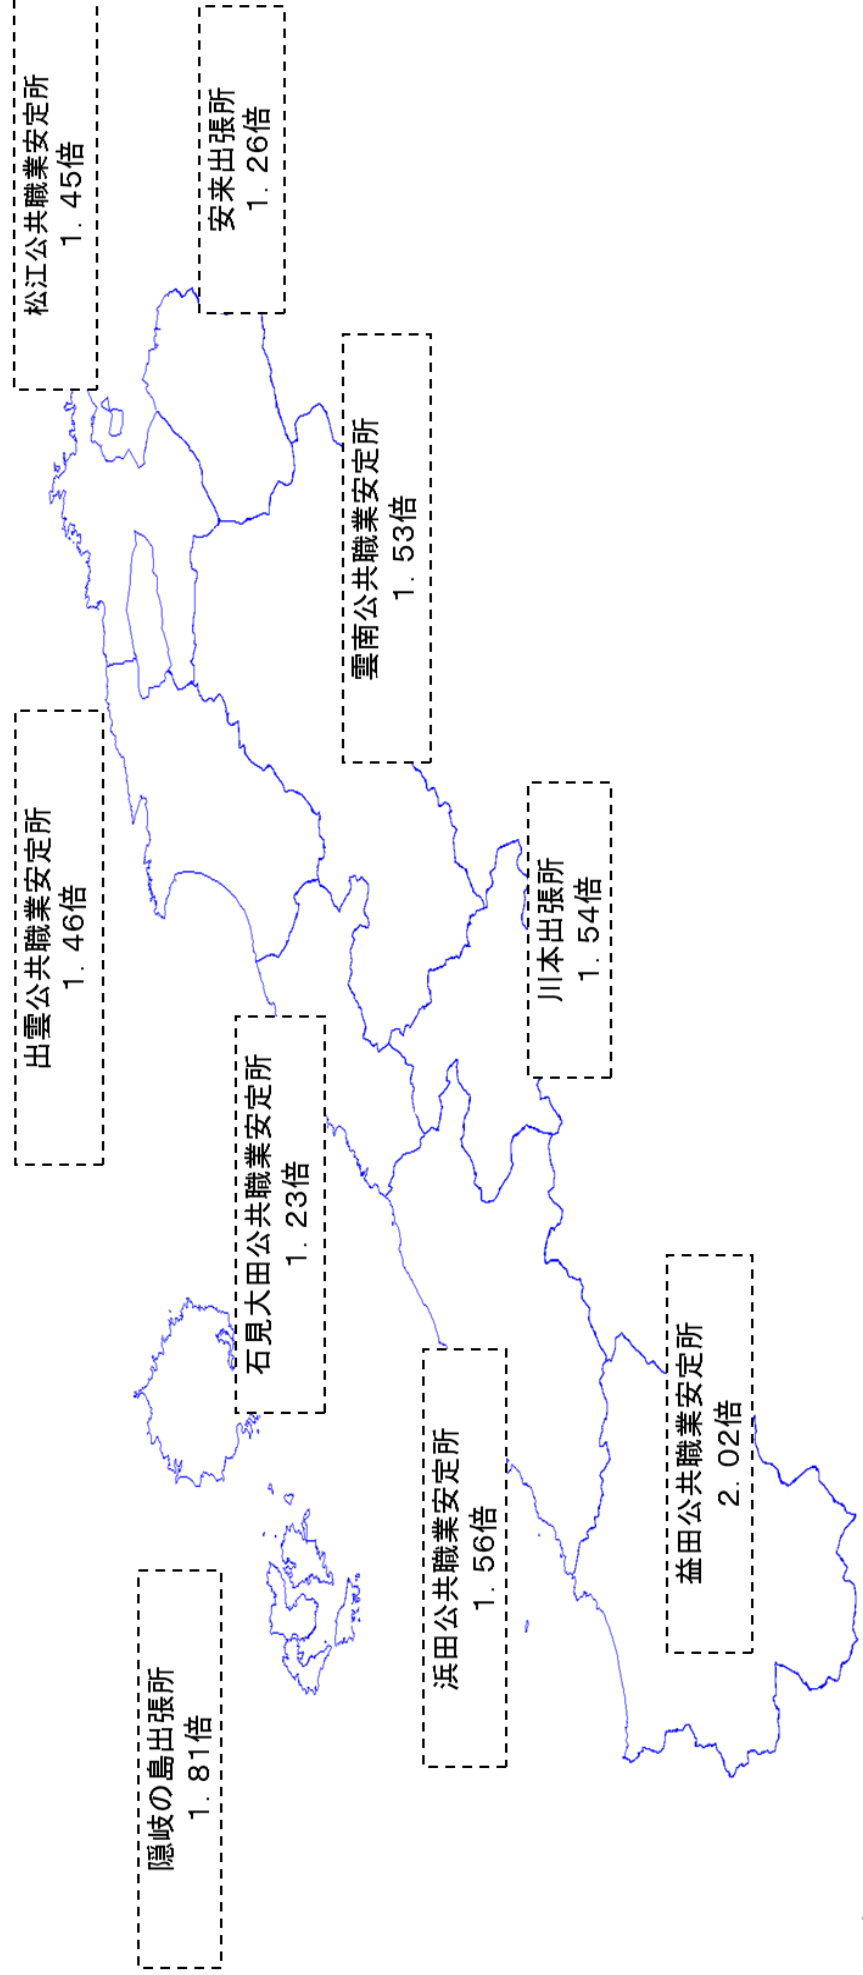 隠岐の島出張所
1．81倍
出雲公共職業安定所
1．46倍
松江公共職業安定所
1．45倍
石見大田公共職業安定所
1．23倍
安来出張所
1．26倍
浜田公共職業安定所
1．56倍
雲南公共職業安定所
1．53倍
川本出張所
1．54倍
益田公共職業安定所
2．02倍